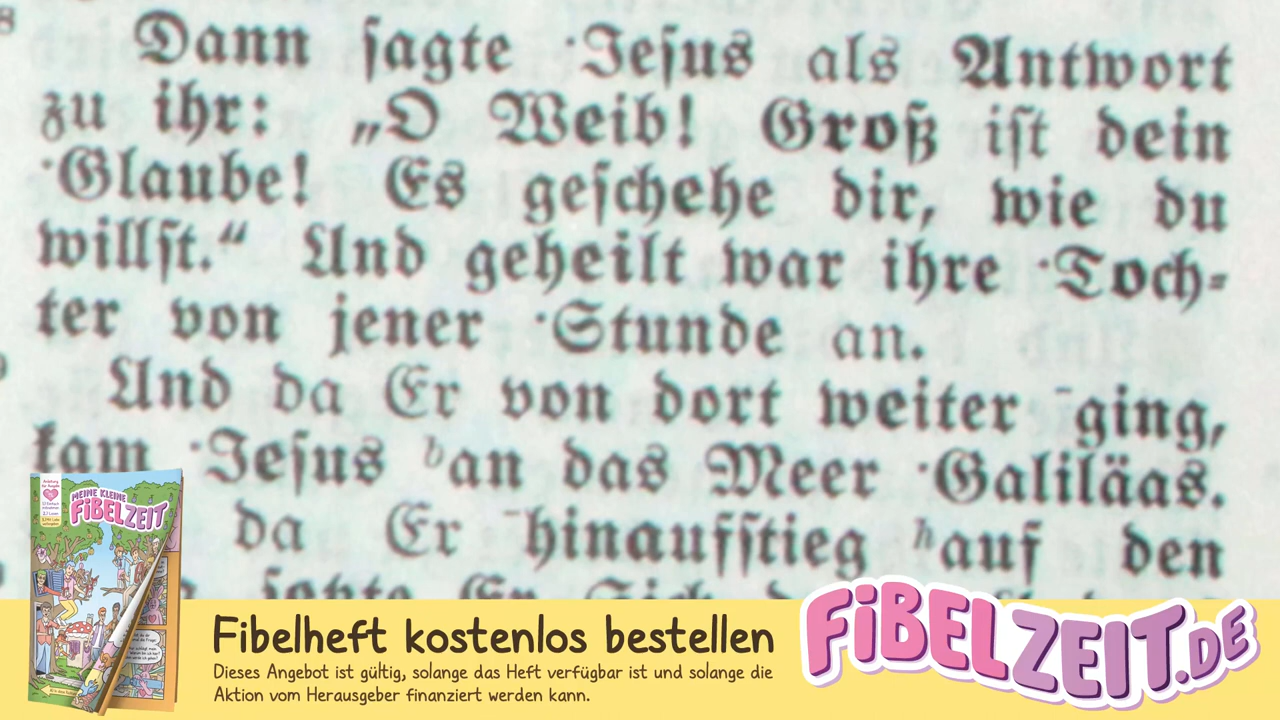 8
Dann ſagte ·Jeſus als Antwort
zu ihr: „O Weib! Groß iſt dein
·Glaube! Es geſchehe dir, wie du
willſt.“ Und geheilt war ihre ·Toch-
ter von jener ·Stunde an.
Und da Er von dort weiter ‾ging,
kam ·Jeſus ᵇan das Meer ·Galiläas.
da Er ‾hinaufſtieg ʰauf den
Er Sich
MEINE KLEINE
FIBELZEIT
Fibelheft kostenlos bestellen
Dieses Angebot ist gültig, solange das Heft verfügbar ist und solange die
Aktion vom Herausgeber finanziert werden kann.
FIBELZEIT.DE